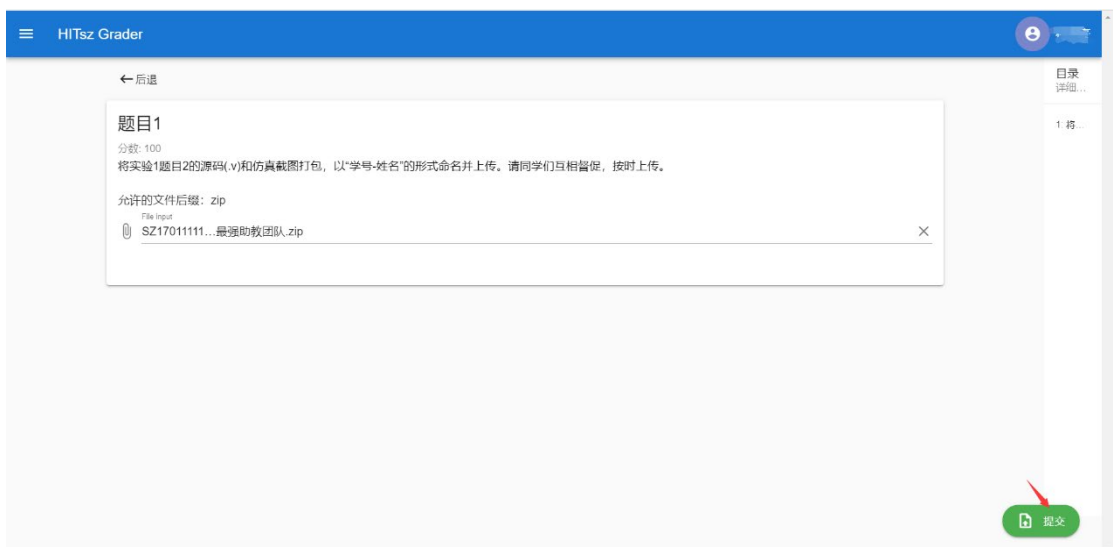 HITsz Grader
后退
目录
详细...
题目1
分数: 100
将实验1题目2的源码(.v)和仿真截图打包，以“学号-姓名”的形式命名并上传。请同学们互相督促，按时上传。
1 将...
允许的文件后缀：zip
File input
SZ17011111...最强助教团队.zip
提交